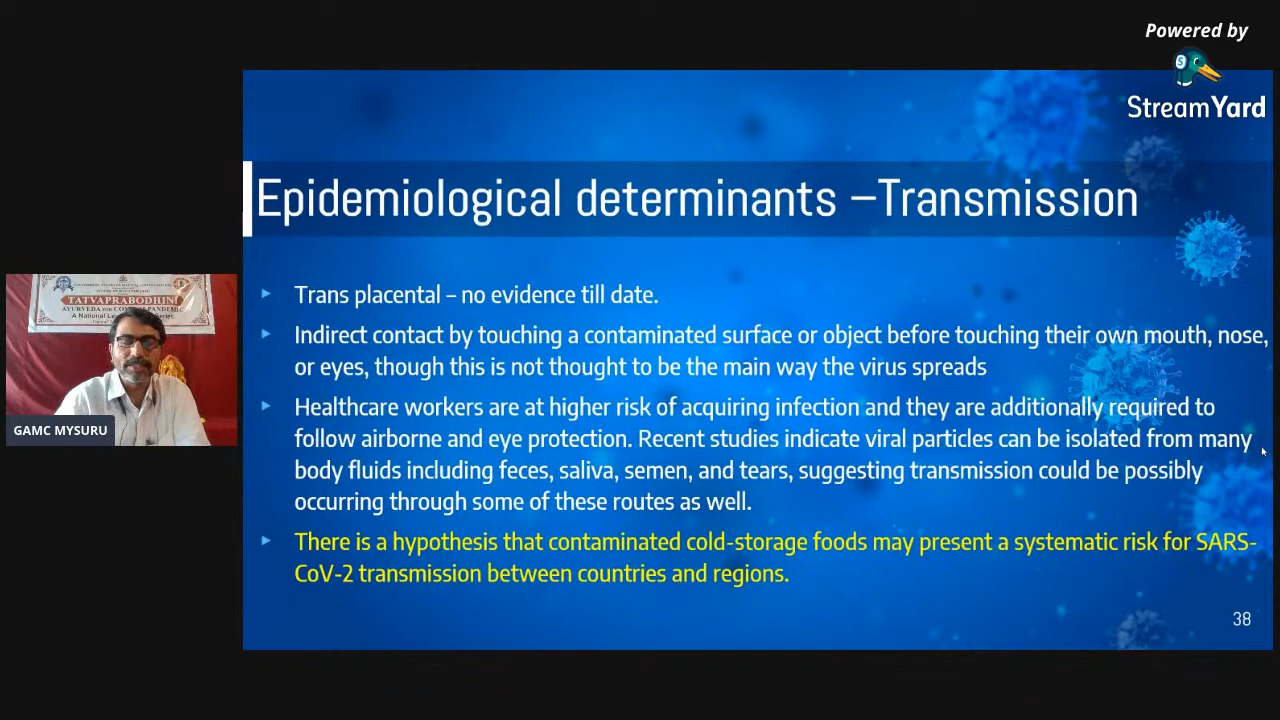 Powered by
StreamYard
Epidemiological determinants –Transmission
Trans placental – no evidence till date.
Indirect contact by touching a contaminated surface or object before touching their own mouth, nose,
or eyes, though this is not thought to be the main way the virus spreads
Healthcare workers are at higher risk of acquiring infection and they are additionally required to
follow airborne and eye protection. Recent studies indicate viral particles can be isolated from many
body fluids including feces, saliva, semen, and tears, suggesting transmission could be possibly
occurring through some of these routes as well.
There is a hypothesis that contaminated cold-storage foods may present a systematic risk for SARS-
CoV-2 transmission between countries and regions.
38
TATVAPRABODHINI
AYURVEDA for PANDEMIC
A National
GAMC MYSURU